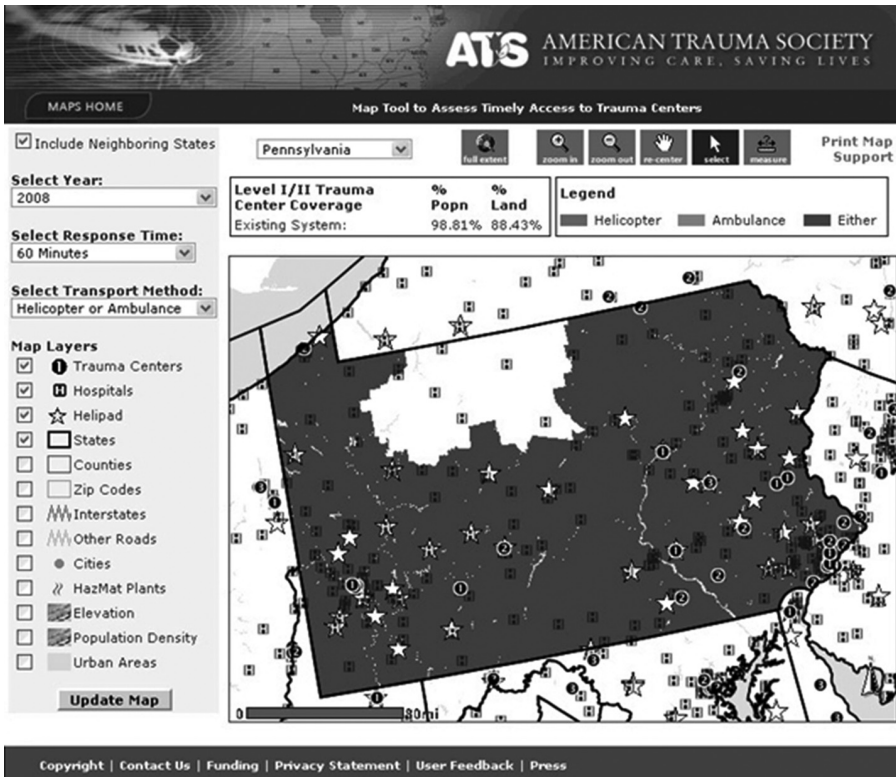 ATS AMERICAN TRAUMA SOCIETY
IMPROVING CARE, SAVING LIVES
MAPS HOME
Map Tool to Assess Timely Access to Trauma Centers
Include Neighboring States
Select Year:
2008
Select Response Time:
60 Minutes
Select Transport Method:
Helicopter or Ambulance
Map Layers
Trauma Centers
Hospitals
Helipad
States
Counties
Zip Codes
Interstates
Other Roads
Cities
HazMat Plants
Elevation
Population Density
Urban Areas
Update Map
Pennsylvania
full extent
zoom in
zoom out
re-center
select
measure
Print Map
Support
Level I/II Trauma % %
Center Coverage Popn Land
Existing System: 98.81% 88.43%
Legend
Helicopter Ambulance Either
0 80mi
Copyright | Contact Us | Funding | Privacy Statement | User Feedback | Press